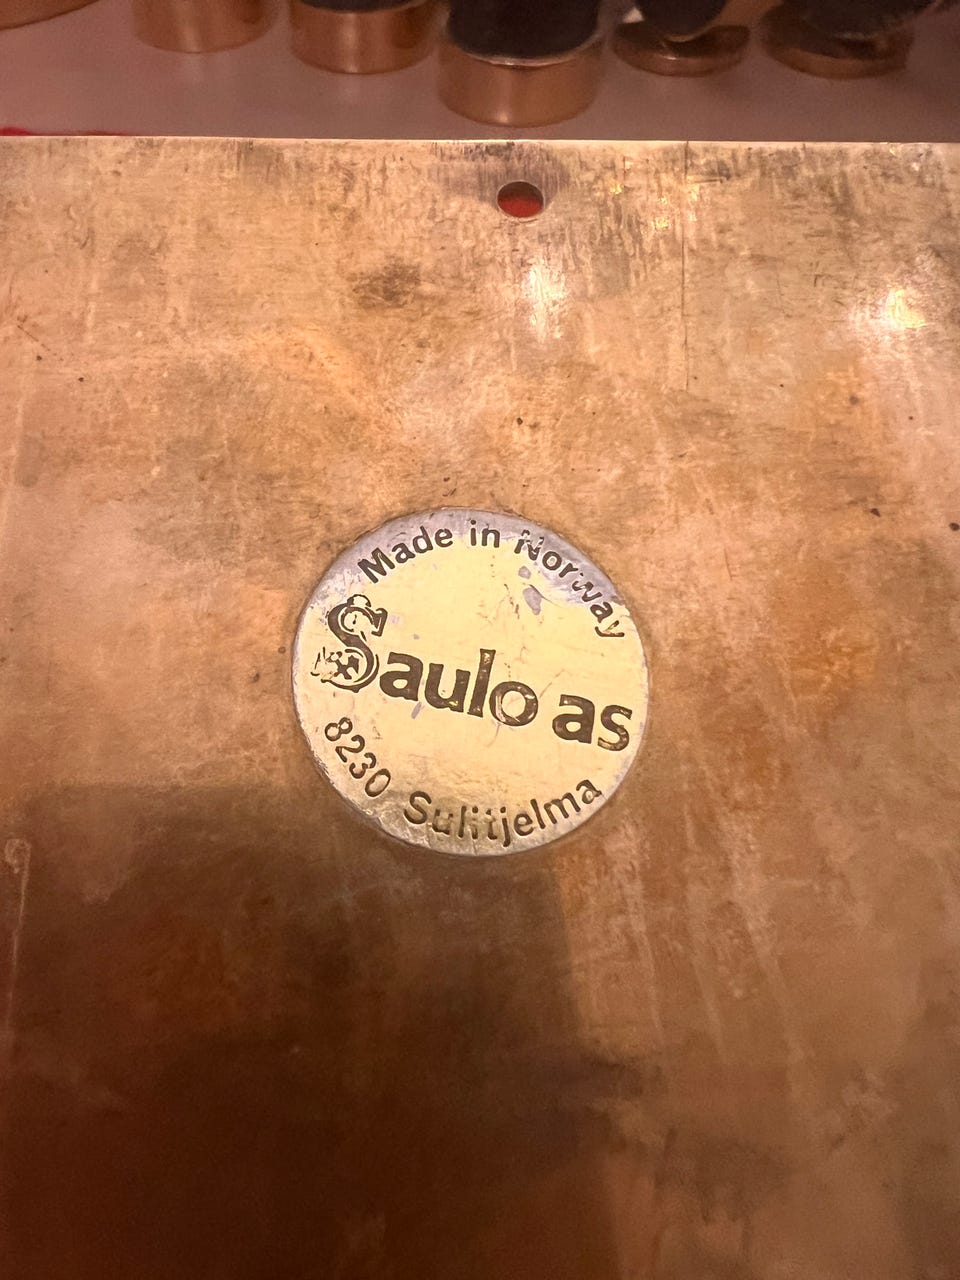 Made in Norway
Saulo as
8230 Sulitjelma